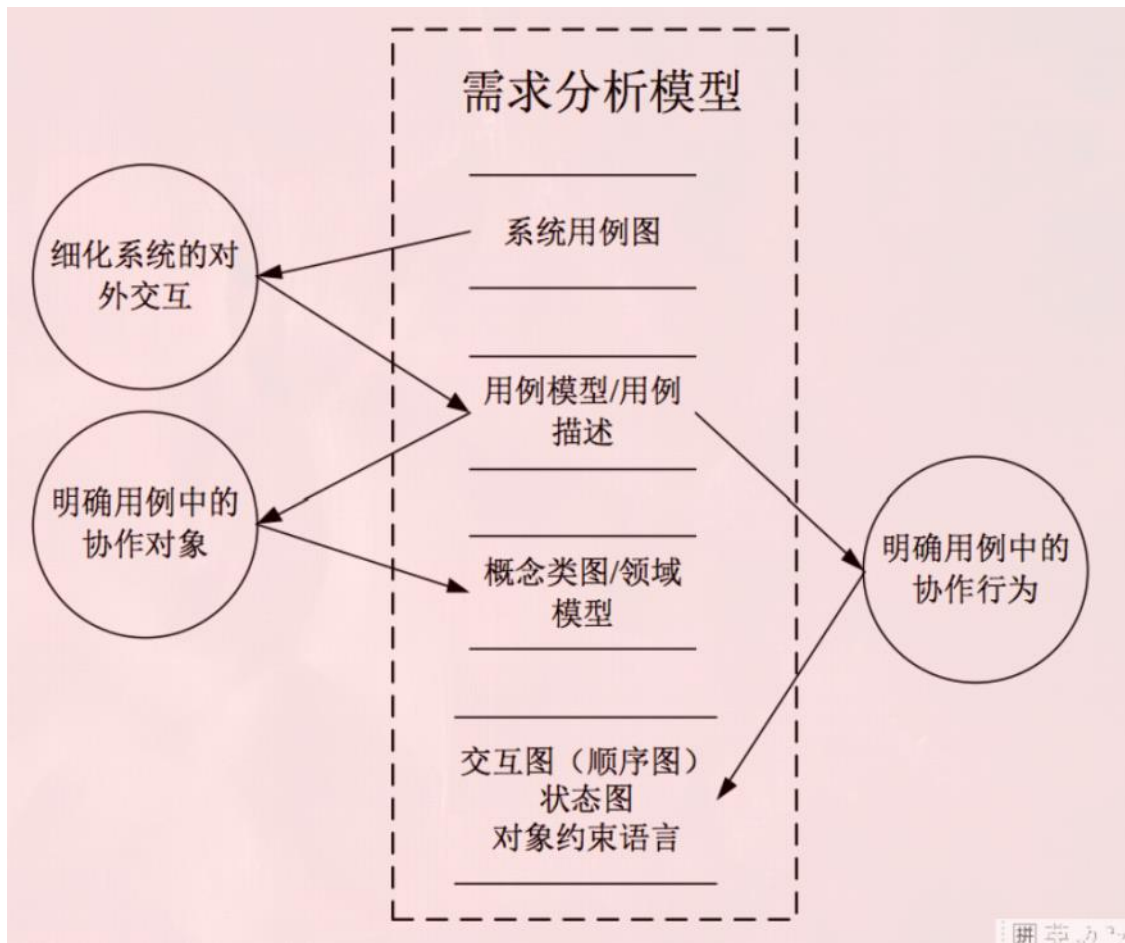 需求分析模型
系统用例图
细化系统的对
外交互
用例模型/用例
描述
明确用例中的
协作对象
概念类图/领域
模型
明确用例中的
协作行为
交互图（顺序图）
状态图
对象约束语言
拼